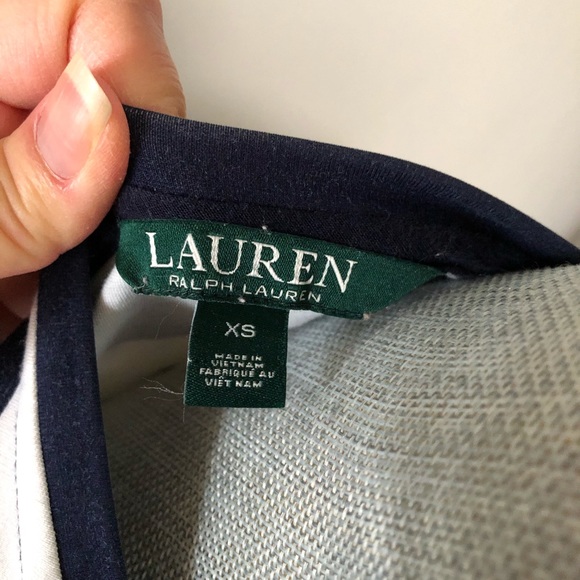 LAUREN
RALPH LAUREN
XS
MADE IN
VIETNAM
FABRIQUÉ AU
VIÊT NAM